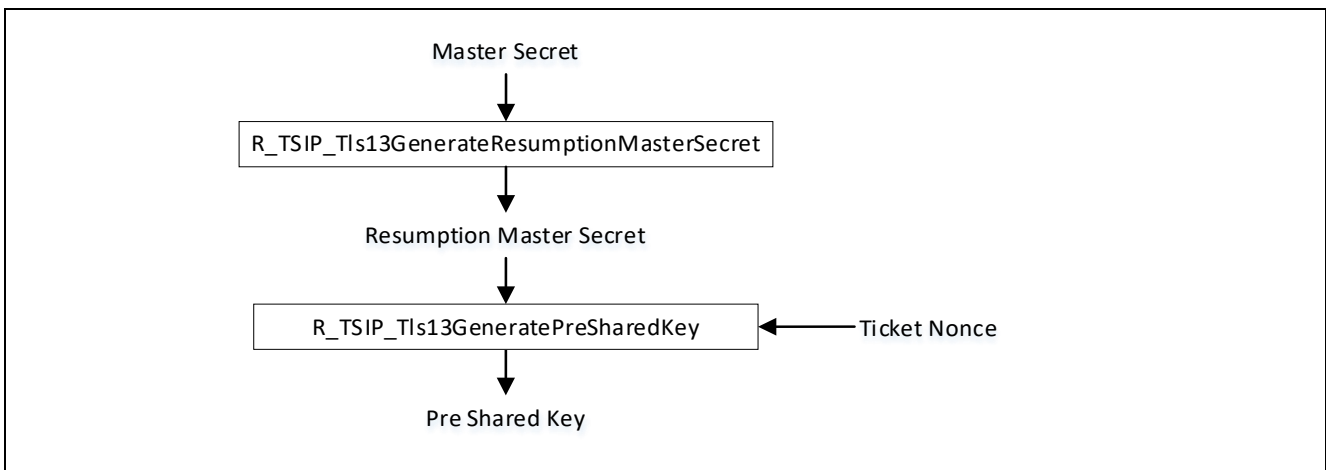 Master Secret
R_TSIP_Tls13GenerateResumptionMasterSecret
Resumption Master Secret
R_TSIP_Tls13GeneratePreSharedKey
Ticket Nonce
Pre Shared Key